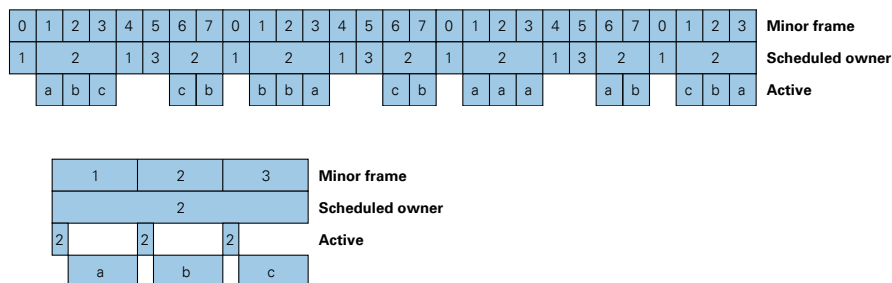 0 1 2 3 4 5 6 7 0 1 2 3 4 5 6 7 0 1 2 3 4 5 6 7 0 1 2 3 Minor frame
1 2 1 3 2 1 2 1 3 2 1 2 1 3 2 1 2 Scheduled owner
a b c c b b b a c b a a a a b c b a Active
1 2 3 Minor frame
2 Scheduled owner
2 2 2 Active
a b c